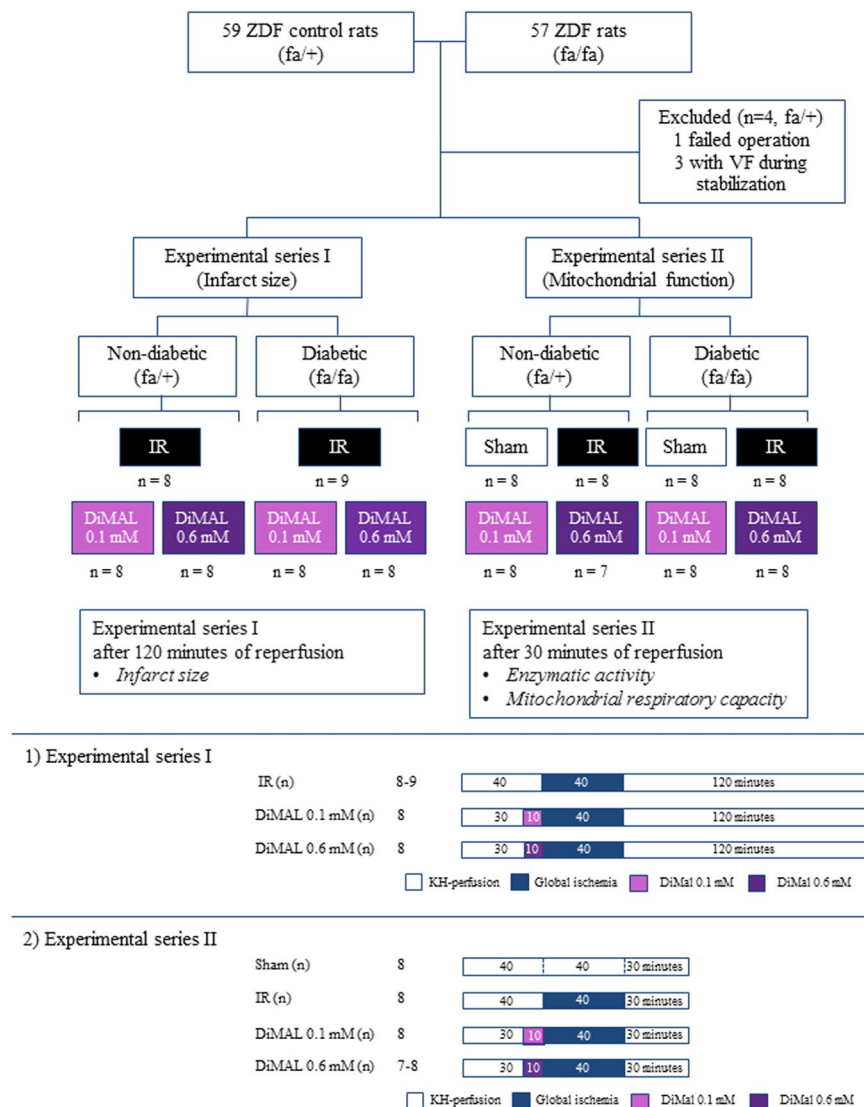 59 ZDF control rats
(fa/+)
57 ZDF rats
(fa/fa)
Excluded (n=4, fa/+)
1 failed operation
3 with VF during
stabilization
Experimental series I
(Infarct size)
Experimental series II
(Mitochondrial function)
Non-diabetic
(fa/+)
Diabetic
(fa/fa)
Non-diabetic
(fa/+)
Diabetic
(fa/fa)
IR
IR
Sham
IR
Sham
IR
n = 8
n = 9
n = 8
n = 8
n = 8
n = 8
DiMAL
0.1 mM
DiMAL
0.6 mM
DiMAL
0.1 mM
DiMAL
0.6 mM
DiMAL
0.1 mM
DiMAL
0.6 mM
DiMAL
0.1 mM
DiMAL
0.6 mM
n = 8
n = 8
n = 8
n = 8
n = 8
n = 7
n = 8
n = 8
Experimental series I
after 120 minutes of reperfusion
• Infarct size
Experimental series II
after 30 minutes of reperfusion
• Enzymatic activity
• Mitochondrial respiratory capacity
1) Experimental series I
IR (n) 8-9 40 40 120 minutes
DiMAL 0.1 mM (n) 8 30 10 40 120 minutes
DiMAL 0.6 mM (n) 8 30 10 40 120 minutes
KH-perfusion Global ischemia DiMal 0.1 mM DiMal 0.6 mM
2) Experimental series II
Sham (n) 8 40 40 30 minutes
IR (n) 8 40 40 30 minutes
DiMAL 0.1 mM (n) 8 30 10 40 30 minutes
DiMAL 0.6 mM (n) 7-8 30 10 40 30 minutes
KH-perfusion Global ischemia DiMal 0.1 mM DiMal 0.6 mM